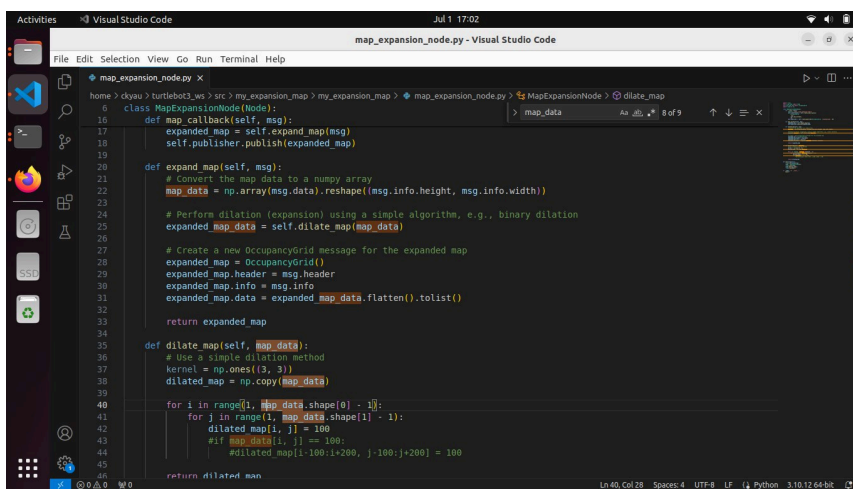 Activities
Visual Studio Code
Jul 1 17:02
map_expansion_node.py - Visual Studio Code
File Edit Selection View Go Run Terminal Help
map_expansion_node.py
home > ckyau > turtlebot3_ws > src > my_expansion_map > my_expansion_map > map_expansion_node.py > MapExpansionNode > dilate_map
map_data
Aa ab .* 8 of 9
6 class MapExpansionNode(Node):
16 def map_callback(self, msg):
17 expanded_map = self.expand_map(msg)
18 self.publisher.publish(expanded_map)
19
20 def expand_map(self, msg):
21 # Convert the map data to a numpy array
22 map_data = np.array(msg.data).reshape((msg.info.height, msg.info.width))
23
24 # Perform dilation (expansion) using a simple algorithm, e.g., binary dilation
25 expanded_map_data = self.dilate_map(map_data)
26
27 # Create a new OccupancyGrid message for the expanded map
28 expanded_map = OccupancyGrid()
29 expanded_map.header = msg.header
30 expanded_map.info = msg.info
31 expanded_map.data = expanded_map_data.flatten().tolist()
32
33 return expanded_map
34
35 def dilate_map(self, map_data):
36 # Use a simple dilation method
37 kernel = np.ones((3, 3))
38 dilated_map = np.copy(map_data)
39
40 for i in range(1, map_data.shape[0] - 1):
41 for j in range(1, map_data.shape[1] - 1):
42 dilated_map[i, j] = 100
43 #if map_data[i, j] == 100:
44 #dilated_map[i-100:i+200, j-100:j+200] = 100
45
46 return dilated_map
SSD
0 0 0
Ln 40, Col 28 Spaces: 4 UTF-8 LF Python 3.10.12 64-bit